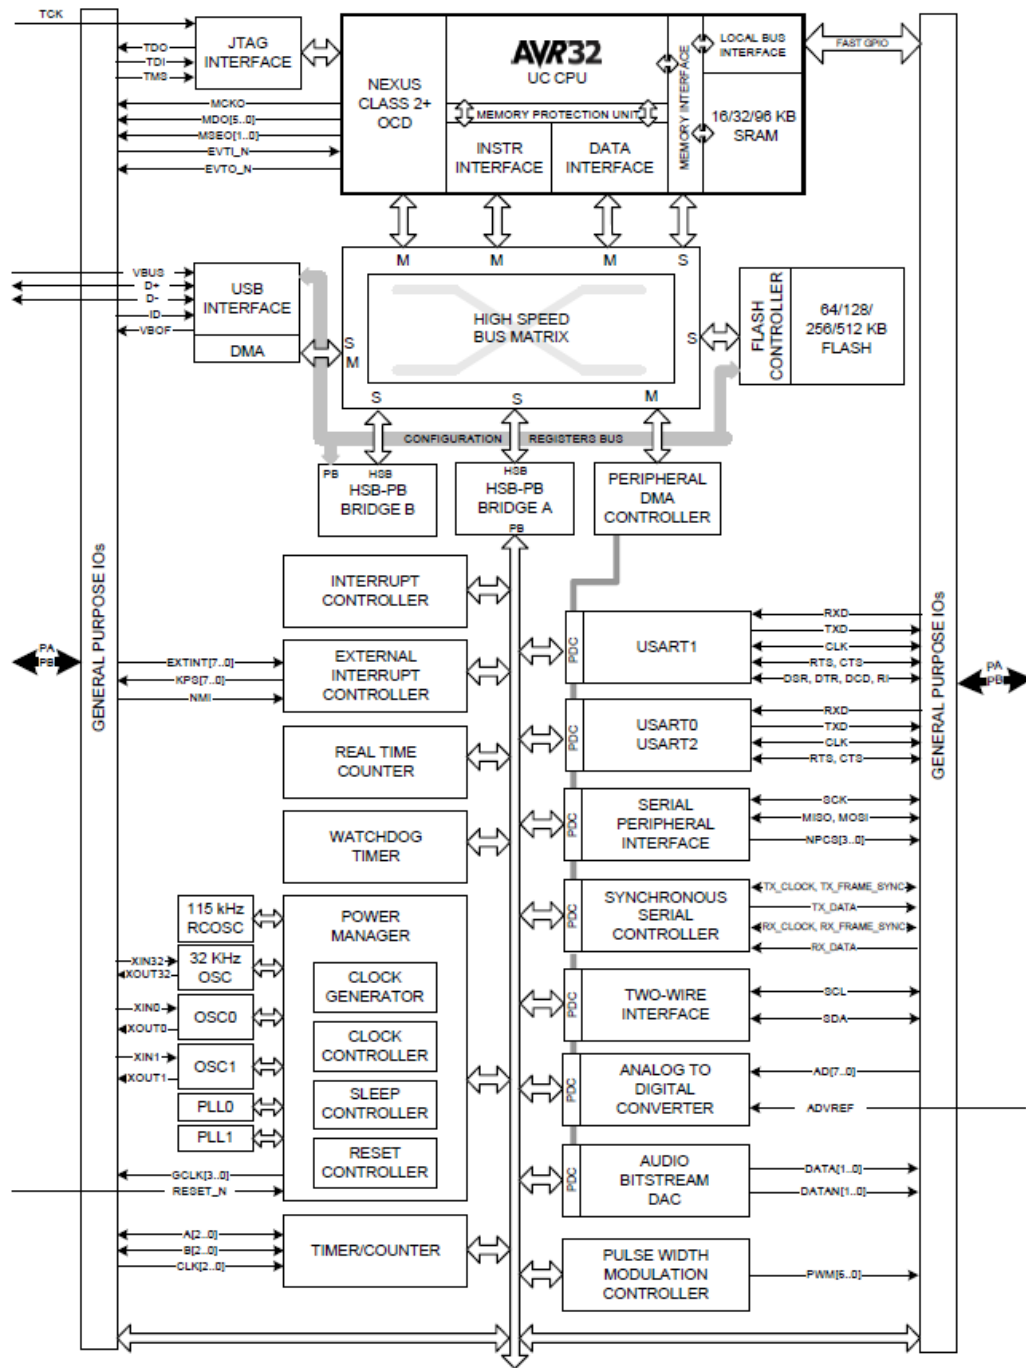 TCK
TDO
TDI
TMS
JTAG
INTERFACE
MCKO
MDO[5..0]
MSEO[1..0]
EVTI_N
EVTO_N
NEXUS
CLASS 2+
OCD
AVR32
UC CPU
MEMORY PROTECTION UNIT
INSTR
INTERFACE
DATA
INTERFACE
MEMORY INTERFACE
LOCAL BUS
INTERFACE
16/32/96 KB
SRAM
FAST GPIO
M
M
M
S
VBUS
D+
D-
ID
VBOF
USB
INTERFACE
DMA
S
M
HIGH SPEED
BUS MATRIX
S
S
S
M
FLASH
CONTROLLER
64/128/
256/512 KB
FLASH
CONFIGURATION REGISTERS BUS
PB
HSB
HSB-PB
BRIDGE B
HSB
HSB-PB
BRIDGE A
PB
PERIPHERAL
DMA
CONTROLLER
GENERAL PURPOSE IOs
PA
PB
GENERAL PURPOSE IOs
PA
PB
INTERRUPT
CONTROLLER
EXTINT[7..0]
KPS[7..0]
NMI
EXTERNAL
INTERRUPT
CONTROLLER
REAL TIME
COUNTER
WATCHDOG
TIMER
115 kHz
RCOSC
XIN32
XOUT32
32 KHz
OSC
XIN0
XOUT0
OSC0
XIN1
XOUT1
OSC1
PLL0
PLL1
GCLK[3..0]
RESET_N
POWER
MANAGER
CLOCK
GENERATOR
CLOCK
CONTROLLER
SLEEP
CONTROLLER
RESET
CONTROLLER
A[2..0]
B[2..0]
CLK[2..0]
TIMER/COUNTER
PDC
USART1
RXD
TXD
CLK
RTS, CTS
DSR, DTR, DCD, RI
PDC
USART0
USART2
RXD
TXD
CLK
RTS, CTS
PDC
SERIAL
PERIPHERAL
INTERFACE
SCK
MISO, MOSI
NPCS[3..0]
PDC
SYNCHRONOUS
SERIAL
CONTROLLER
TX_CLOCK, TX_FRAME_SYNC
TX_DATA
RX_CLOCK, RX_FRAME_SYNC
RX_DATA
PDC
TWO-WIRE
INTERFACE
SCL
SDA
PDC
ANALOG TO
DIGITAL
CONVERTER
AD[7..0]
ADVREF
PDC
AUDIO
BITSTREAM
DAC
DATA[1..0]
DATAN[1..0]
PULSE WIDTH
MODULATION
CONTROLLER
PWM[6..0]